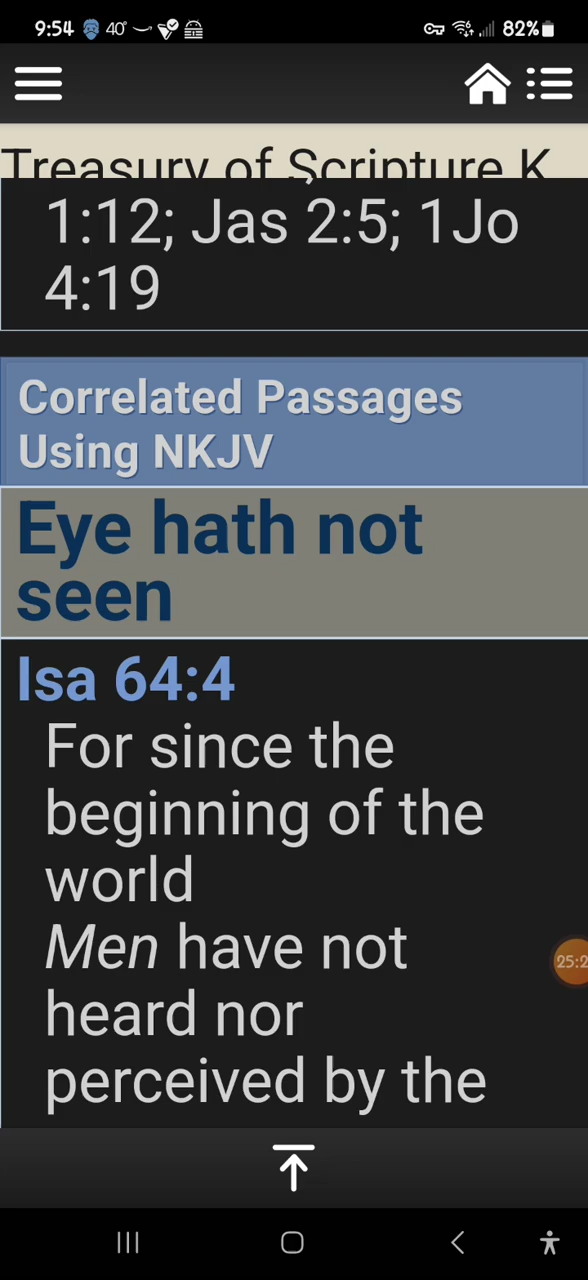 9:54 40° 82%
Treasury of Scripture K
1:12; Jas 2:5; 1Jo
4:19
Correlated Passages
Using NKJV
Eye hath not
seen
Isa 64:4
For since the
beginning of the
world
Men have not
heard nor
perceived by the
25:2